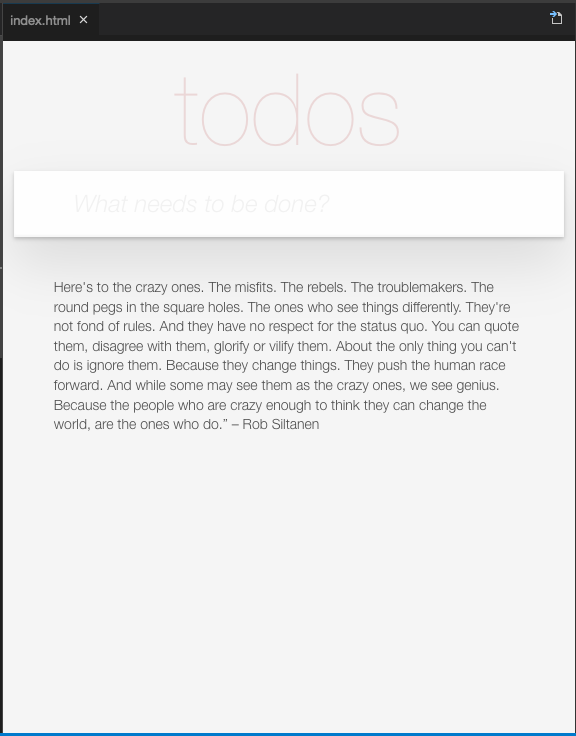 index.html
todos
What needs to be done?
Here's to the crazy ones. The misfits. The rebels. The troublemakers. The
round pegs in the square holes. The ones who see things differently. They're
not fond of rules. And they have no respect for the status quo. You can quote
them, disagree with them, glorify or vilify them. About the only thing you can't
do is ignore them. Because they change things. They push the human race
forward. And while some may see them as the crazy ones, we see genius.
Because the people who are crazy enough to think they can change the
world, are the ones who do.” – Rob Siltanen